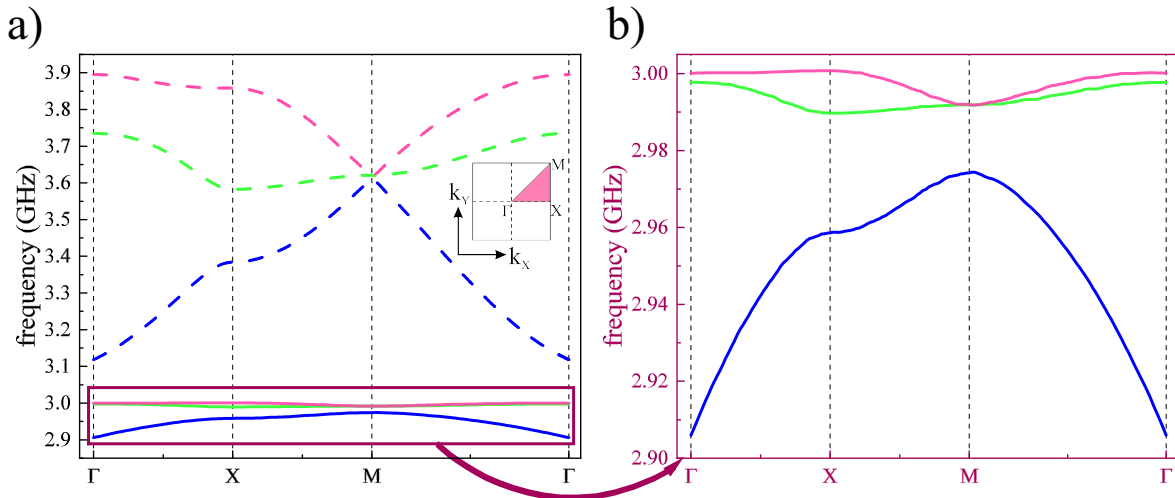 a)
frequency (GHz)
3.9
3.8
3.7
3.6
3.5
3.4
3.3
3.2
3.1
3.0
2.9
Γ X M Γ
k_Y
k_X
Γ X M
b)
frequency (GHz)
3.00
2.98
2.96
2.94
2.92
2.90
Γ X M Γ